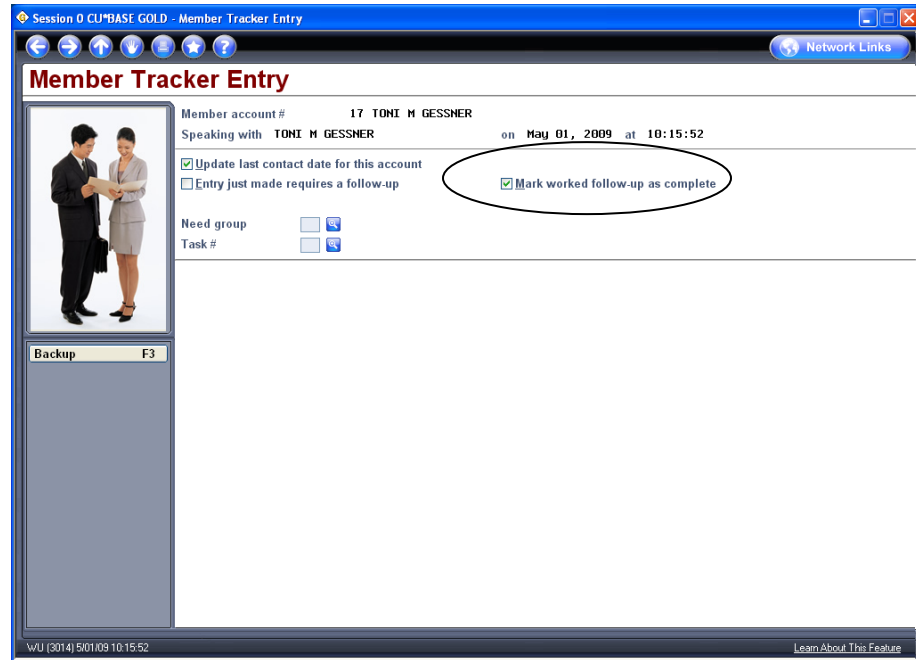 Session 0 CU*BASE GOLD - Member Tracker Entry
Network Links
Member Tracker Entry
Member account # 17 TONI M GESSNER
Speaking with TONI M GESSNER on May 01, 2009 at 10:15:52
Update last contact date for this account
Entry just made requires a follow-up Mark worked follow-up as complete
Need group
Task #
Backup F3
WU (3014) 5/01/09 10:15:52 Learn About This Feature